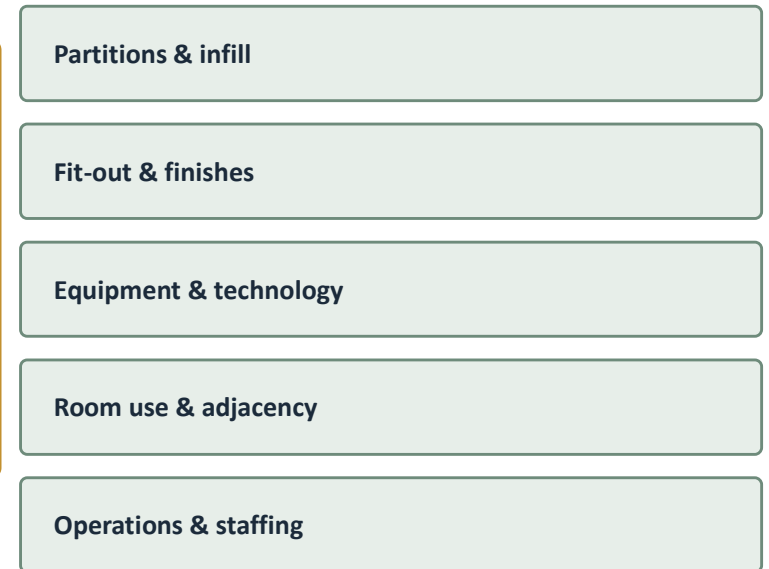 Partitions & infill
Fit-out & finishes
Equipment & technology
Room use & adjacency
Operations & staffing